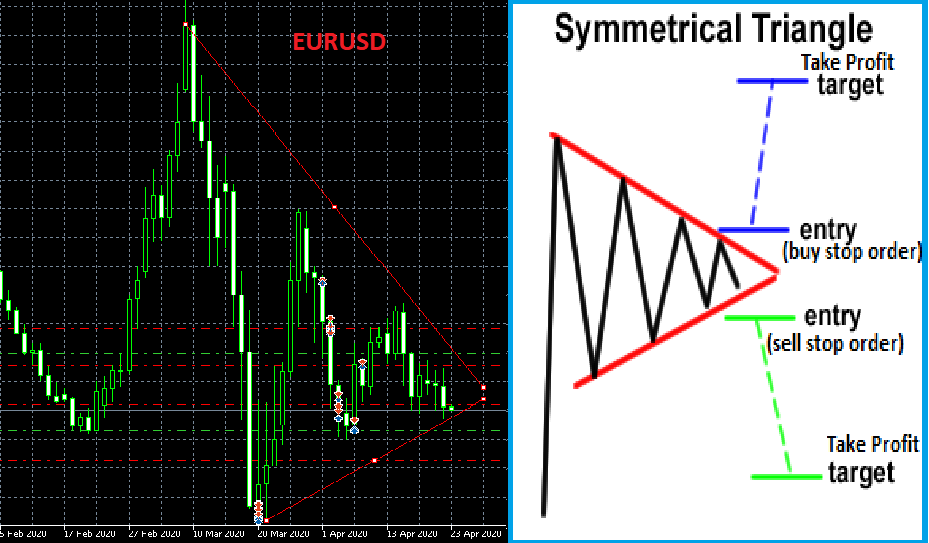 EURUSD
5 Feb 2020
17 Feb 2020
27 Feb 2020
10 Mar 2020
20 Mar 2020
1 Apr 2020
13 Apr 2020
23 Apr 2020
Symmetrical Triangle
Take Profit
target
entry
(buy stop order)
entry
(sell stop order)
Take Profit
target